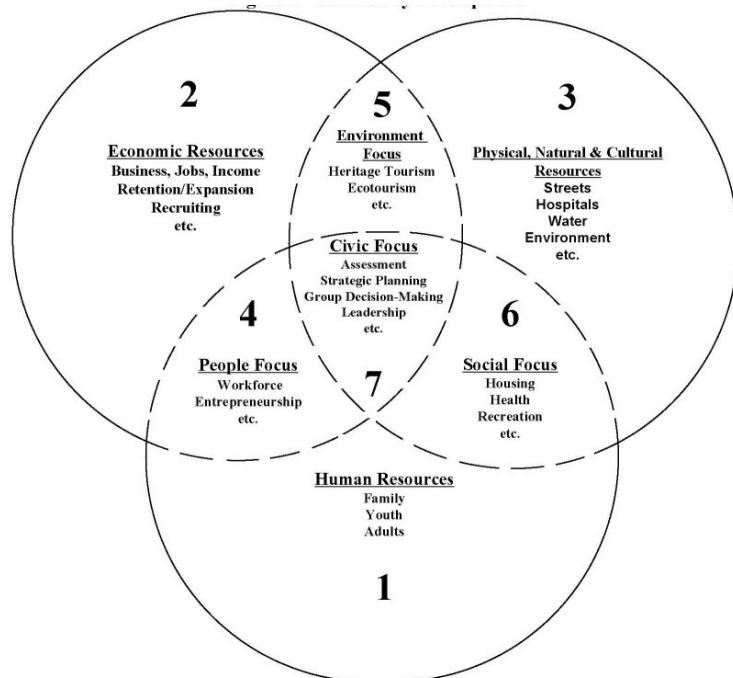 2
Economic Resources
Business, Jobs, Income
Retention/Expansion
Recruiting
etc.
5
Environment
Focus
Heritage Tourism
Ecotourism
etc.
3
Physical, Natural & Cultural
Resources
Streets
Hospitals
Water
Environment
etc.
Civic Focus
Assessment
Strategic Planning
Group Decision-Making
Leadership
etc.
4
People Focus
Workforce
Entrepreneurship
etc.
7
6
Social Focus
Housing
Health
Recreation
etc.
Human Resources
Family
Youth
Adults
1